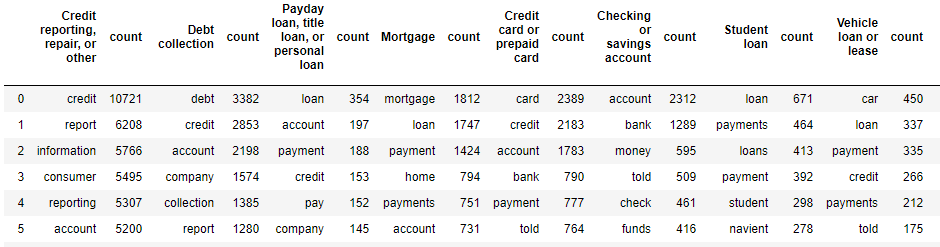 Credit reporting, repair, or other count Debt collection count Payday loan, title loan, or personal loan count Mortgage count Credit card or prepaid card count Checking or savings account count Student loan count Vehicle loan or lease count
0 credit 10721 debt 3382 loan 354 mortgage 1812 card 2389 account 2312 loan 671 car 450
1 report 6208 credit 2853 account 197 loan 1747 credit 2183 bank 1289 payments 464 loan 337
2 information 5766 account 2198 payment 188 payment 1424 account 1783 money 595 loans 413 payment 335
3 consumer 5495 company 1574 credit 153 home 794 bank 790 told 509 payment 392 credit 266
4 reporting 5307 collection 1385 pay 152 payments 751 payment 777 check 461 student 298 payments 212
5 account 5200 report 1280 company 145 account 731 told 764 funds 416 navient 278 told 175